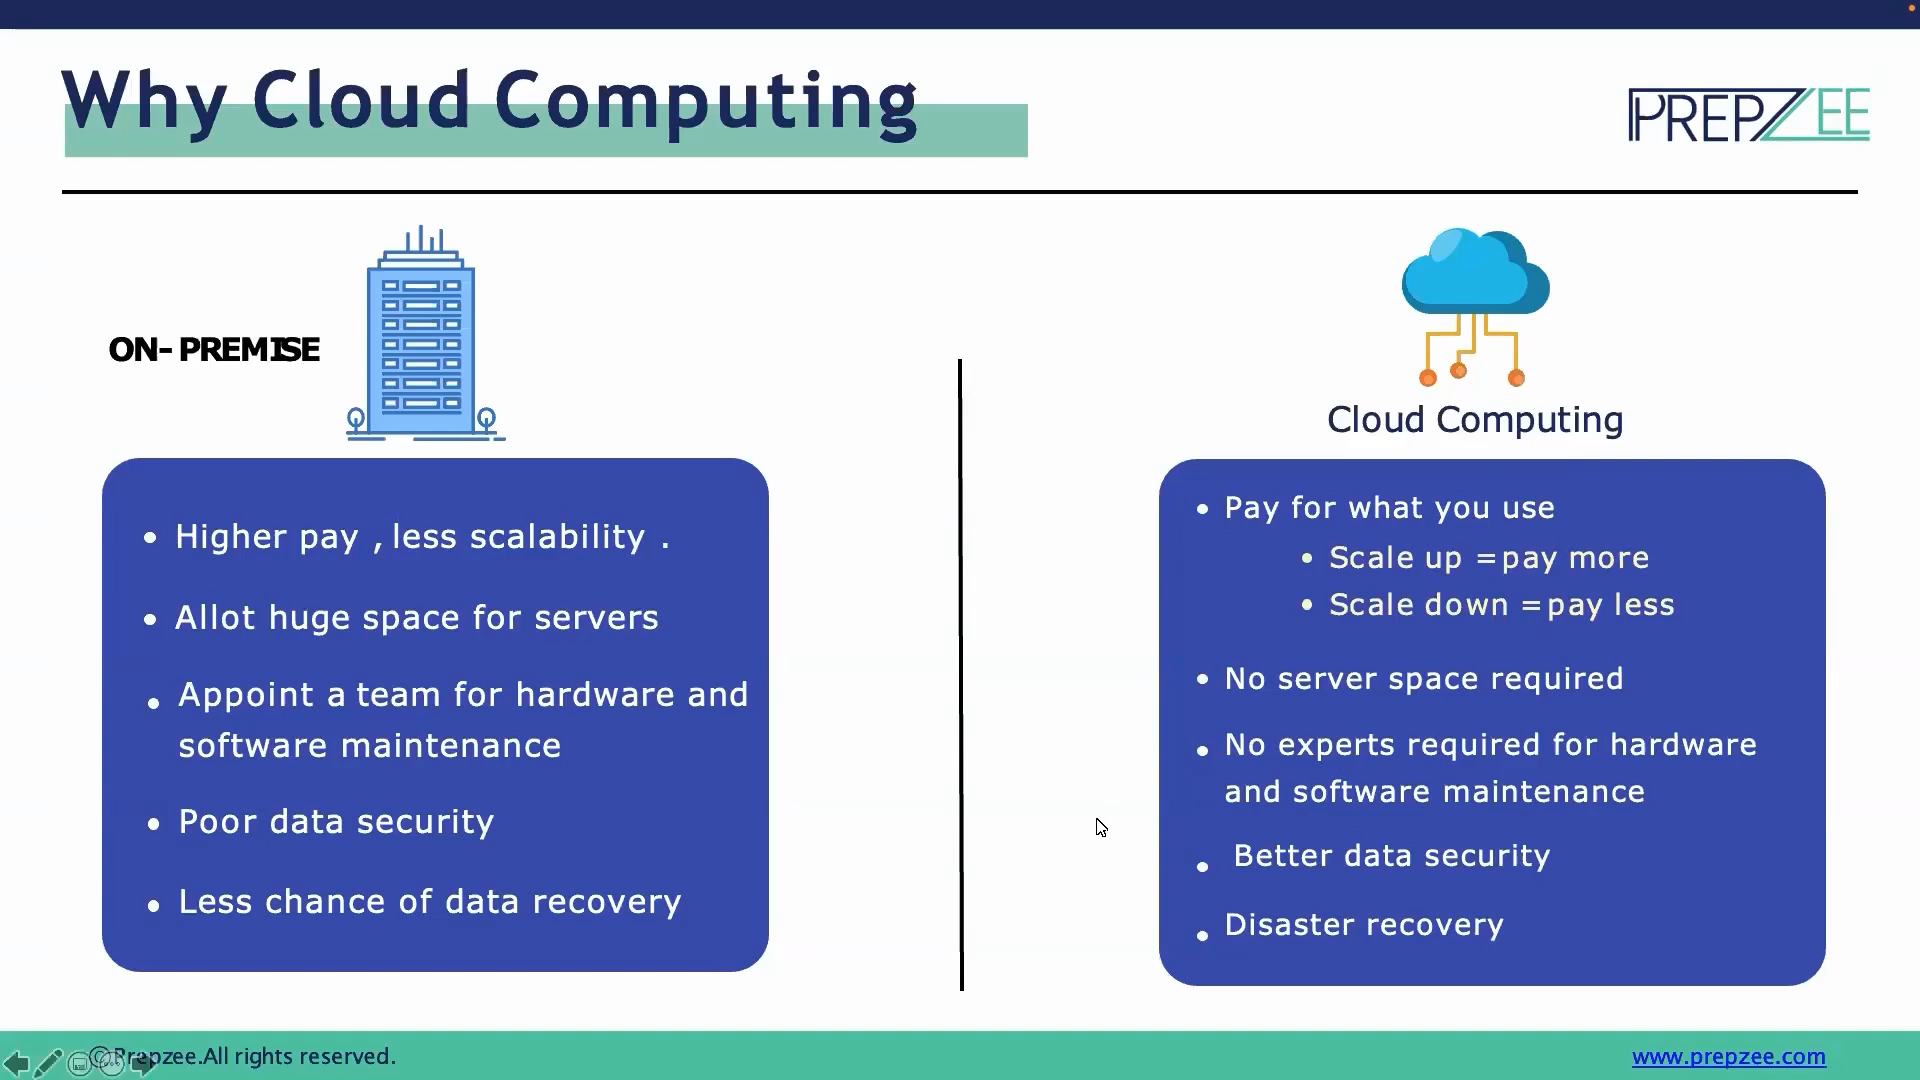 Why Cloud Computing
PREPZEE
ON-PREMISE
Higher pay , less scalability .
Allot huge space for servers
Appoint a team for hardware and
software maintenance
Poor data security
Less chance of data recovery
Cloud Computing
Pay for what you use
Scale up =pay more
Scale down =pay less
No server space required
No experts required for hardware
and software maintenance
Better data security
Disaster recovery
©Prepzee.All rights reserved.
www.prepzee.com